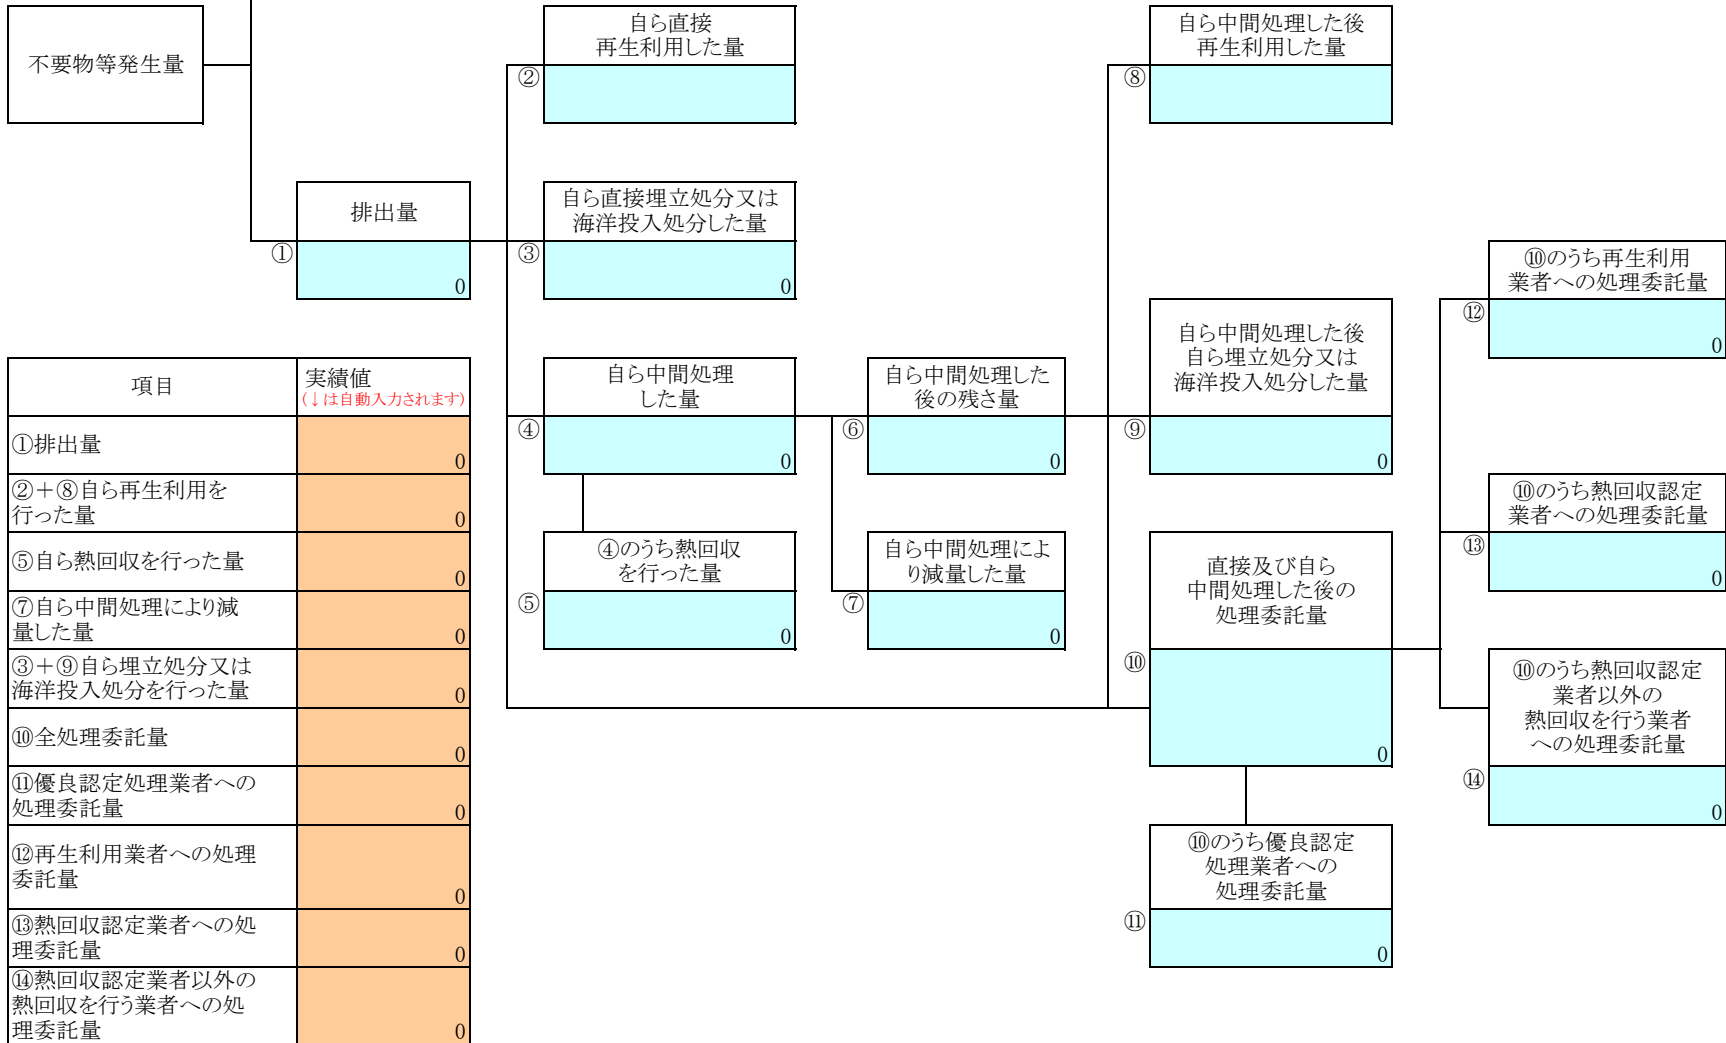 不要物等発生量
自ら直接
再生利用した量
②
自ら中間処理した後
再生利用した量
⑧
排出量
①
0
自ら直接埋立処分又は
海洋投入処分した量
③
0
⑩のうち再生利用
業者への処理委託量
⑫
0
自ら中間処理
した量
④
0
自ら中間処理した
後の残さ量
⑥
0
自ら中間処理した後
自ら埋立処分又は
海洋投入処分した量
⑨
0
⑩のうち熱回収認定
業者への処理委託量
⑬
0
④のうち熱回収
を行った量
⑤
0
自ら中間処理によ
り減量した量
⑦
0
直接及び自ら
中間処理した後の
処理委託量
⑩
0
⑩のうち熱回収認定
業者以外の
熱回収を行う業者
への処理委託量
⑭
0
⑩のうち優良認定
処理業者への
処理委託量
⑪
0
項目
実績値
(↓は自動入力されます)
①排出量
0
②+⑧自ら再生利用を
行った量
0
⑤自ら熱回収を行った量
0
⑦自ら中間処理により減
量した量
0
③+⑨自ら埋立処分又は
海洋投入処分を行った量
0
⑩全処理委託量
0
⑪優良認定処理業者への
処理委託量
0
⑫再生利用業者への処理
委託量
0
⑬熱回収認定業者への処
理委託量
0
⑭熱回収認定業者以外の
熱回収を行う業者への処
理委託量
0